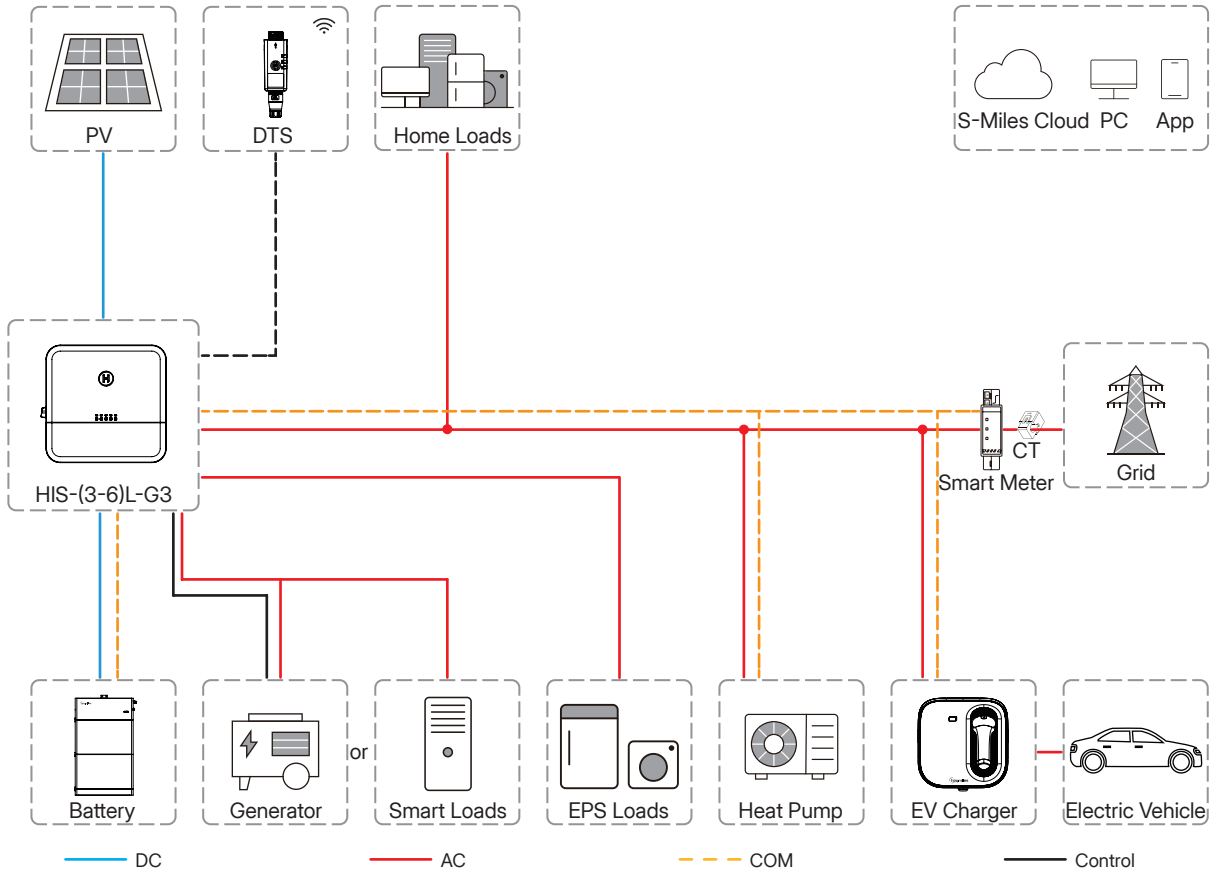 PV
DTS
Home Loads
S-Miles Cloud PC App
H
HIS-(3-6)L-G3
CT
Smart Meter
Grid
Battery
Generator
or
Smart Loads
EPS Loads
Heat Pump
EV Charger
Electric Vehicle
DC
AC
COM
Control